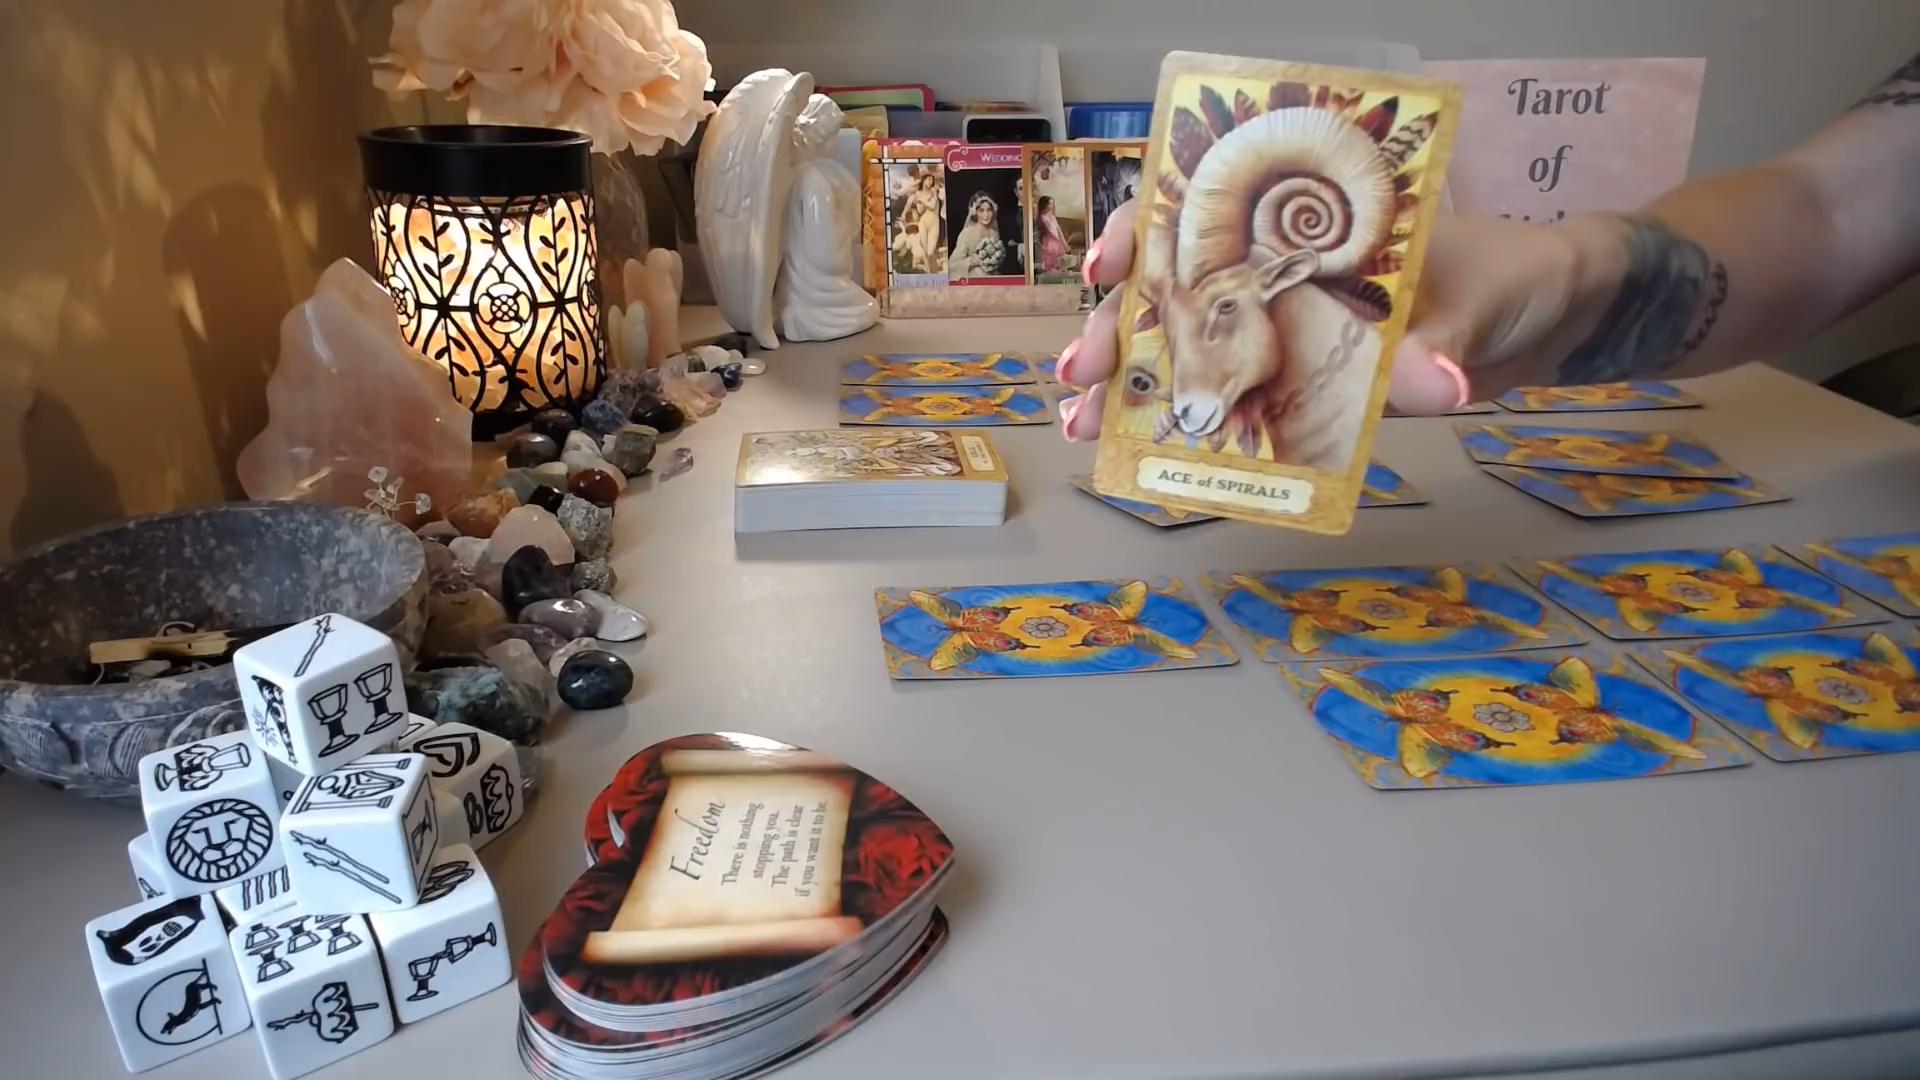 Tarot
of
WEDDING
ACE of SPIRALS
Freedom
There is nothing
stopping you.
The path is clear
if you want it to be